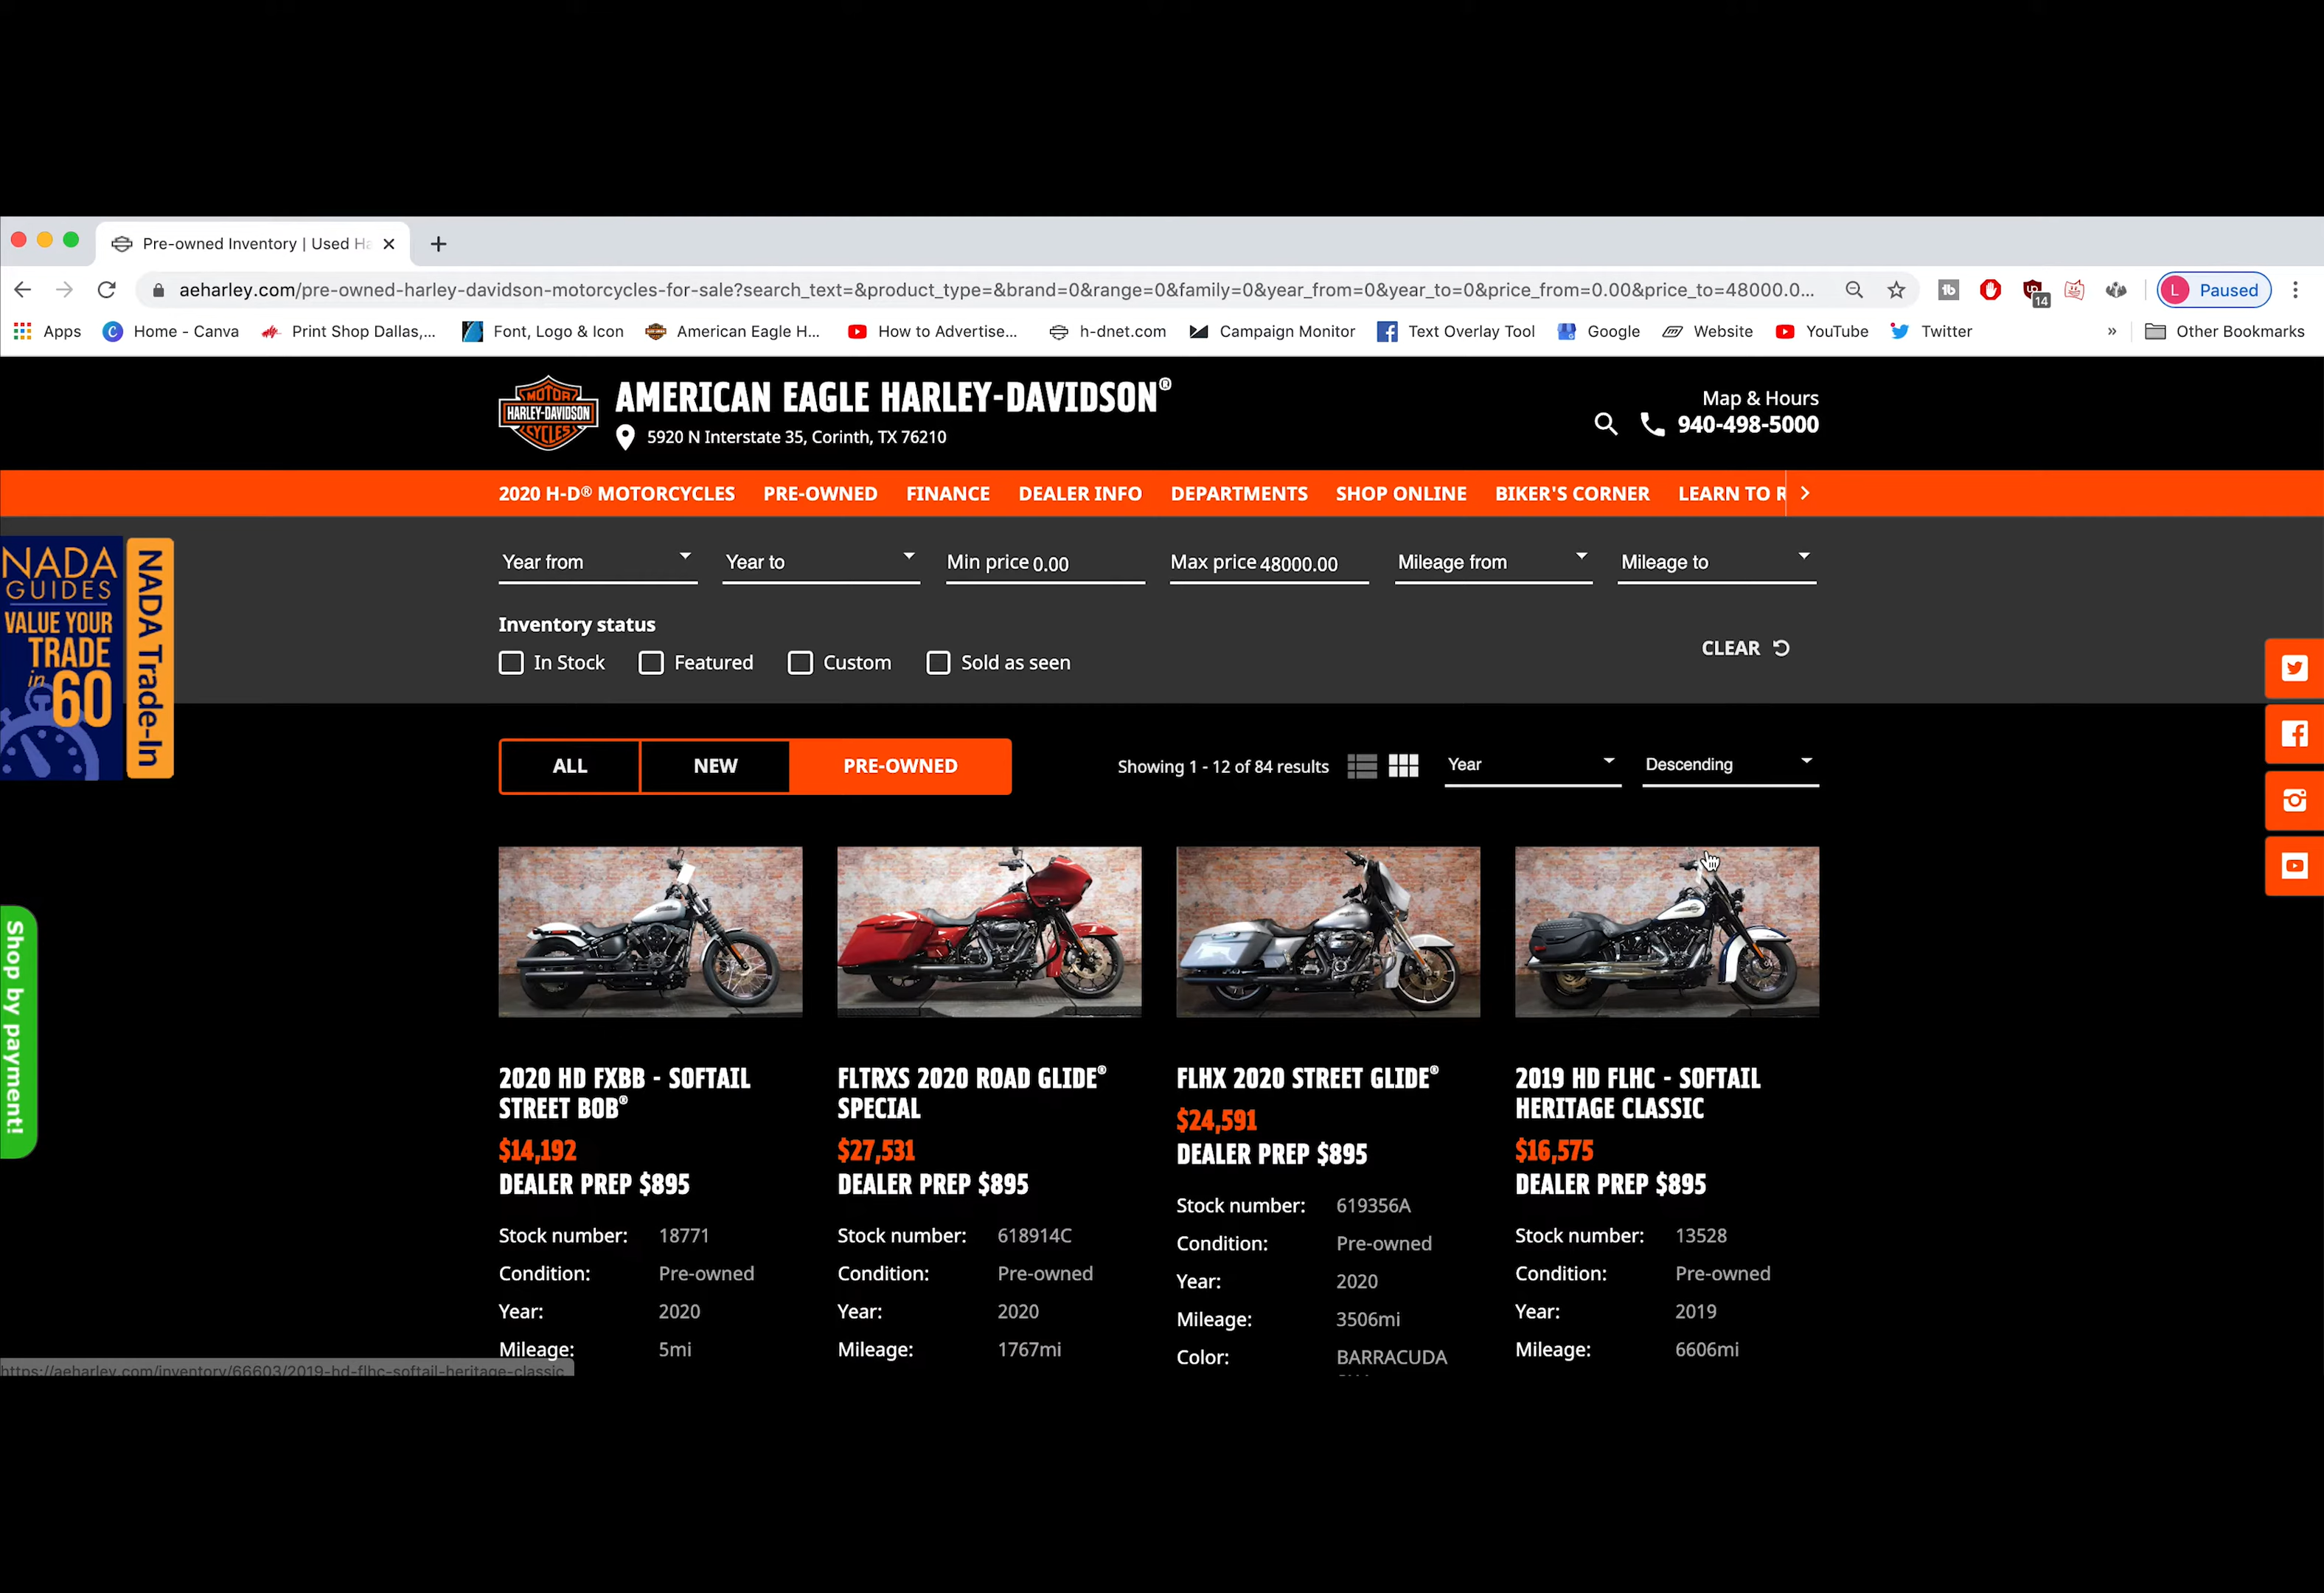 Pre-owned Inventory | Used Ha
aeharley.com/pre-owned-harley-davidson-motorcycles-for-sale?search_text=&product_type=&brand=0&range=0&family=0&year_from=0&year_to=0&price_from=0.00&price_to=48000.0...
14
L Paused
Apps Home - Canva Print Shop Dallas,... Font, Logo & Icon American Eagle H... How to Advertise... h-dnet.com Campaign Monitor Text Overlay Tool Google Website YouTube Twitter » Other Bookmarks
MOTOR
HARLEY-DAVIDSON
CYCLES
AMERICAN EAGLE HARLEY-DAVIDSON®
5920 N Interstate 35, Corinth, TX 76210
Map & Hours
940-498-5000
2020 H-D® MOTORCYCLES PRE-OWNED FINANCE DEALER INFO DEPARTMENTS SHOP ONLINE BIKER'S CORNER LEARN TO R
NADA
GUIDES
VALUE YOUR
TRADE
in
60
NADA Trade-In
Year from Year to Min price 0.00 Max price 48000.00 Mileage from Mileage to
Inventory status
In Stock Featured Custom Sold as seen
CLEAR
ALL NEW PRE-OWNED
Showing 1 - 12 of 84 results
Year Descending
Shop by payment!
2020 HD FXBB - SOFTAIL
STREET BOB®
$14,192
DEALER PREP $895
Stock number: 18771
Condition: Pre-owned
Year: 2020
Mileage: 5mi
FLTRXS 2020 ROAD GLIDE®
SPECIAL
$27,531
DEALER PREP $895
Stock number: 618914C
Condition: Pre-owned
Year: 2020
Mileage: 1767mi
FLHX 2020 STREET GLIDE®
$24,591
DEALER PREP $895
Stock number: 619356A
Condition: Pre-owned
Year: 2020
Mileage: 3506mi
Color: BARRACUDA
2019 HD FLHC - SOFTAIL
HERITAGE CLASSIC
$16,575
DEALER PREP $895
Stock number: 13528
Condition: Pre-owned
Year: 2019
Mileage: 6606mi
https://aeharley.com/inventory/66603/2019-hd-flhc-softail-heritage-classic